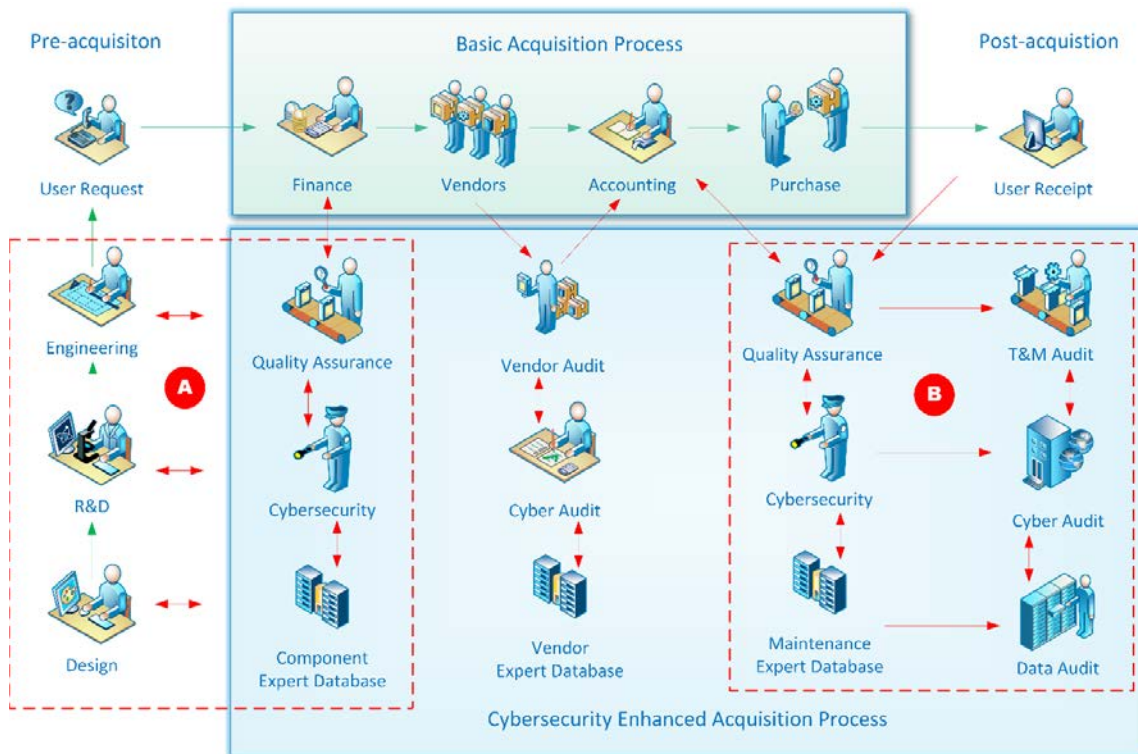 Pre-acquisiton
Basic Acquisition Process
Post-acquistion
?
User Request
Finance
Vendors
Accounting
Purchase
User Receipt
Engineering
Quality Assurance
Vendor Audit
Quality Assurance
T&M Audit
A
B
R&D
Cybersecurity
Cyber Audit
Cybersecurity
Cyber Audit
Design
Component
Expert Database
Vendor
Expert Database
Maintenance
Expert Database
Data Audit
Cybersecurity Enhanced Acquisition Process